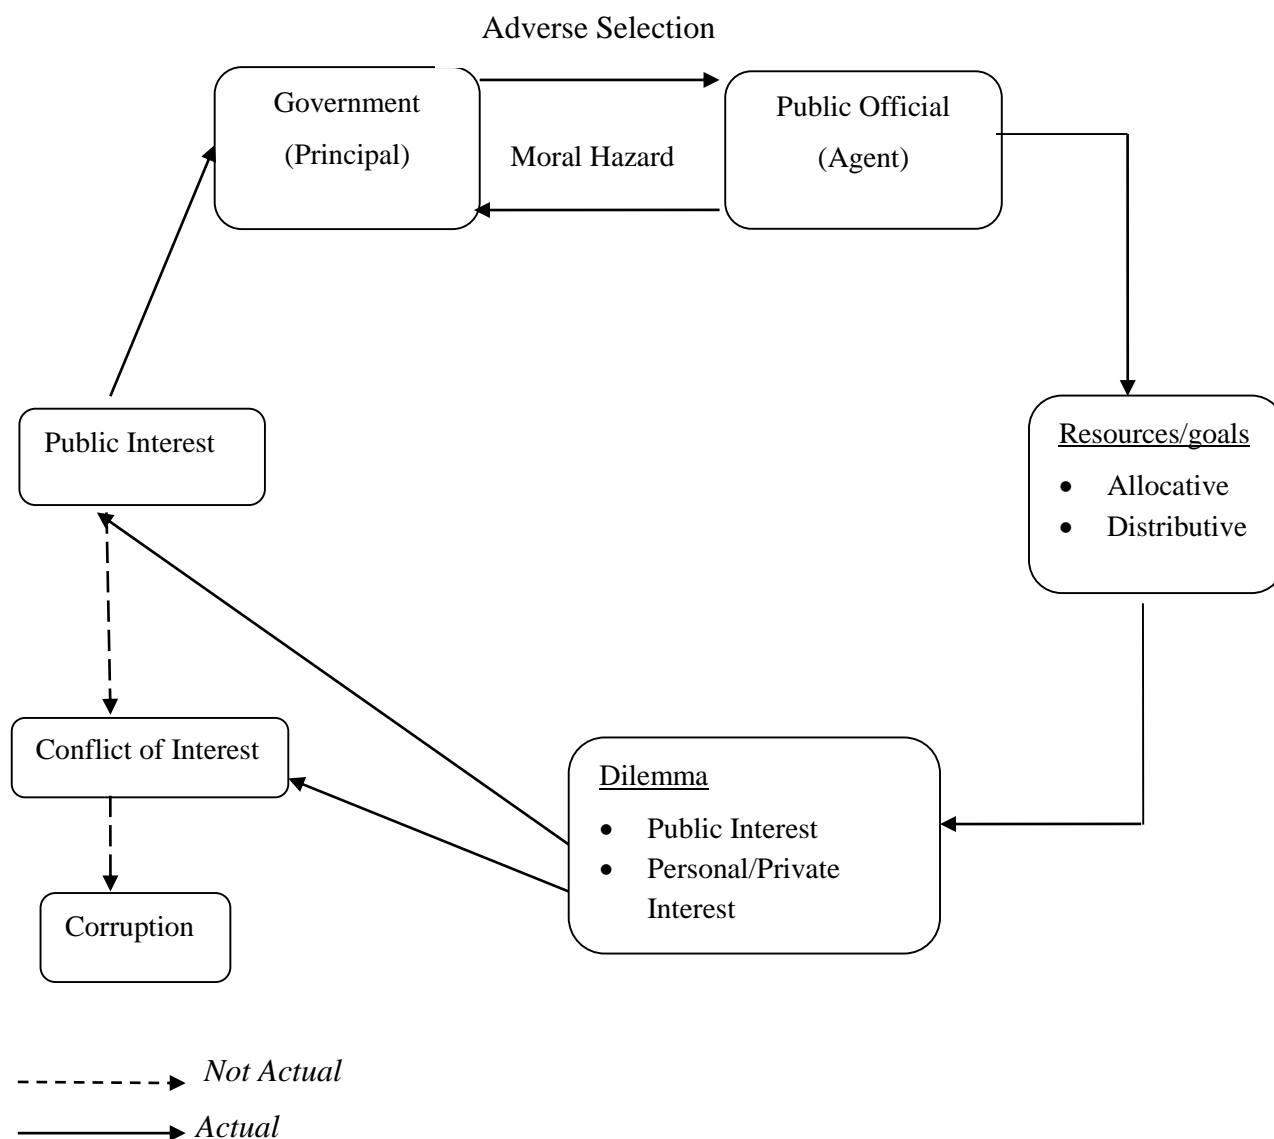 Adverse Selection
Government
(Principal)
Moral Hazard
Public Official
(Agent)
Public Interest
Resources/goals
• Allocative
• Distributive
Conflict of Interest
Dilemma
• Public Interest
• Personal/Private
Interest
Corruption
Not Actual
Actual